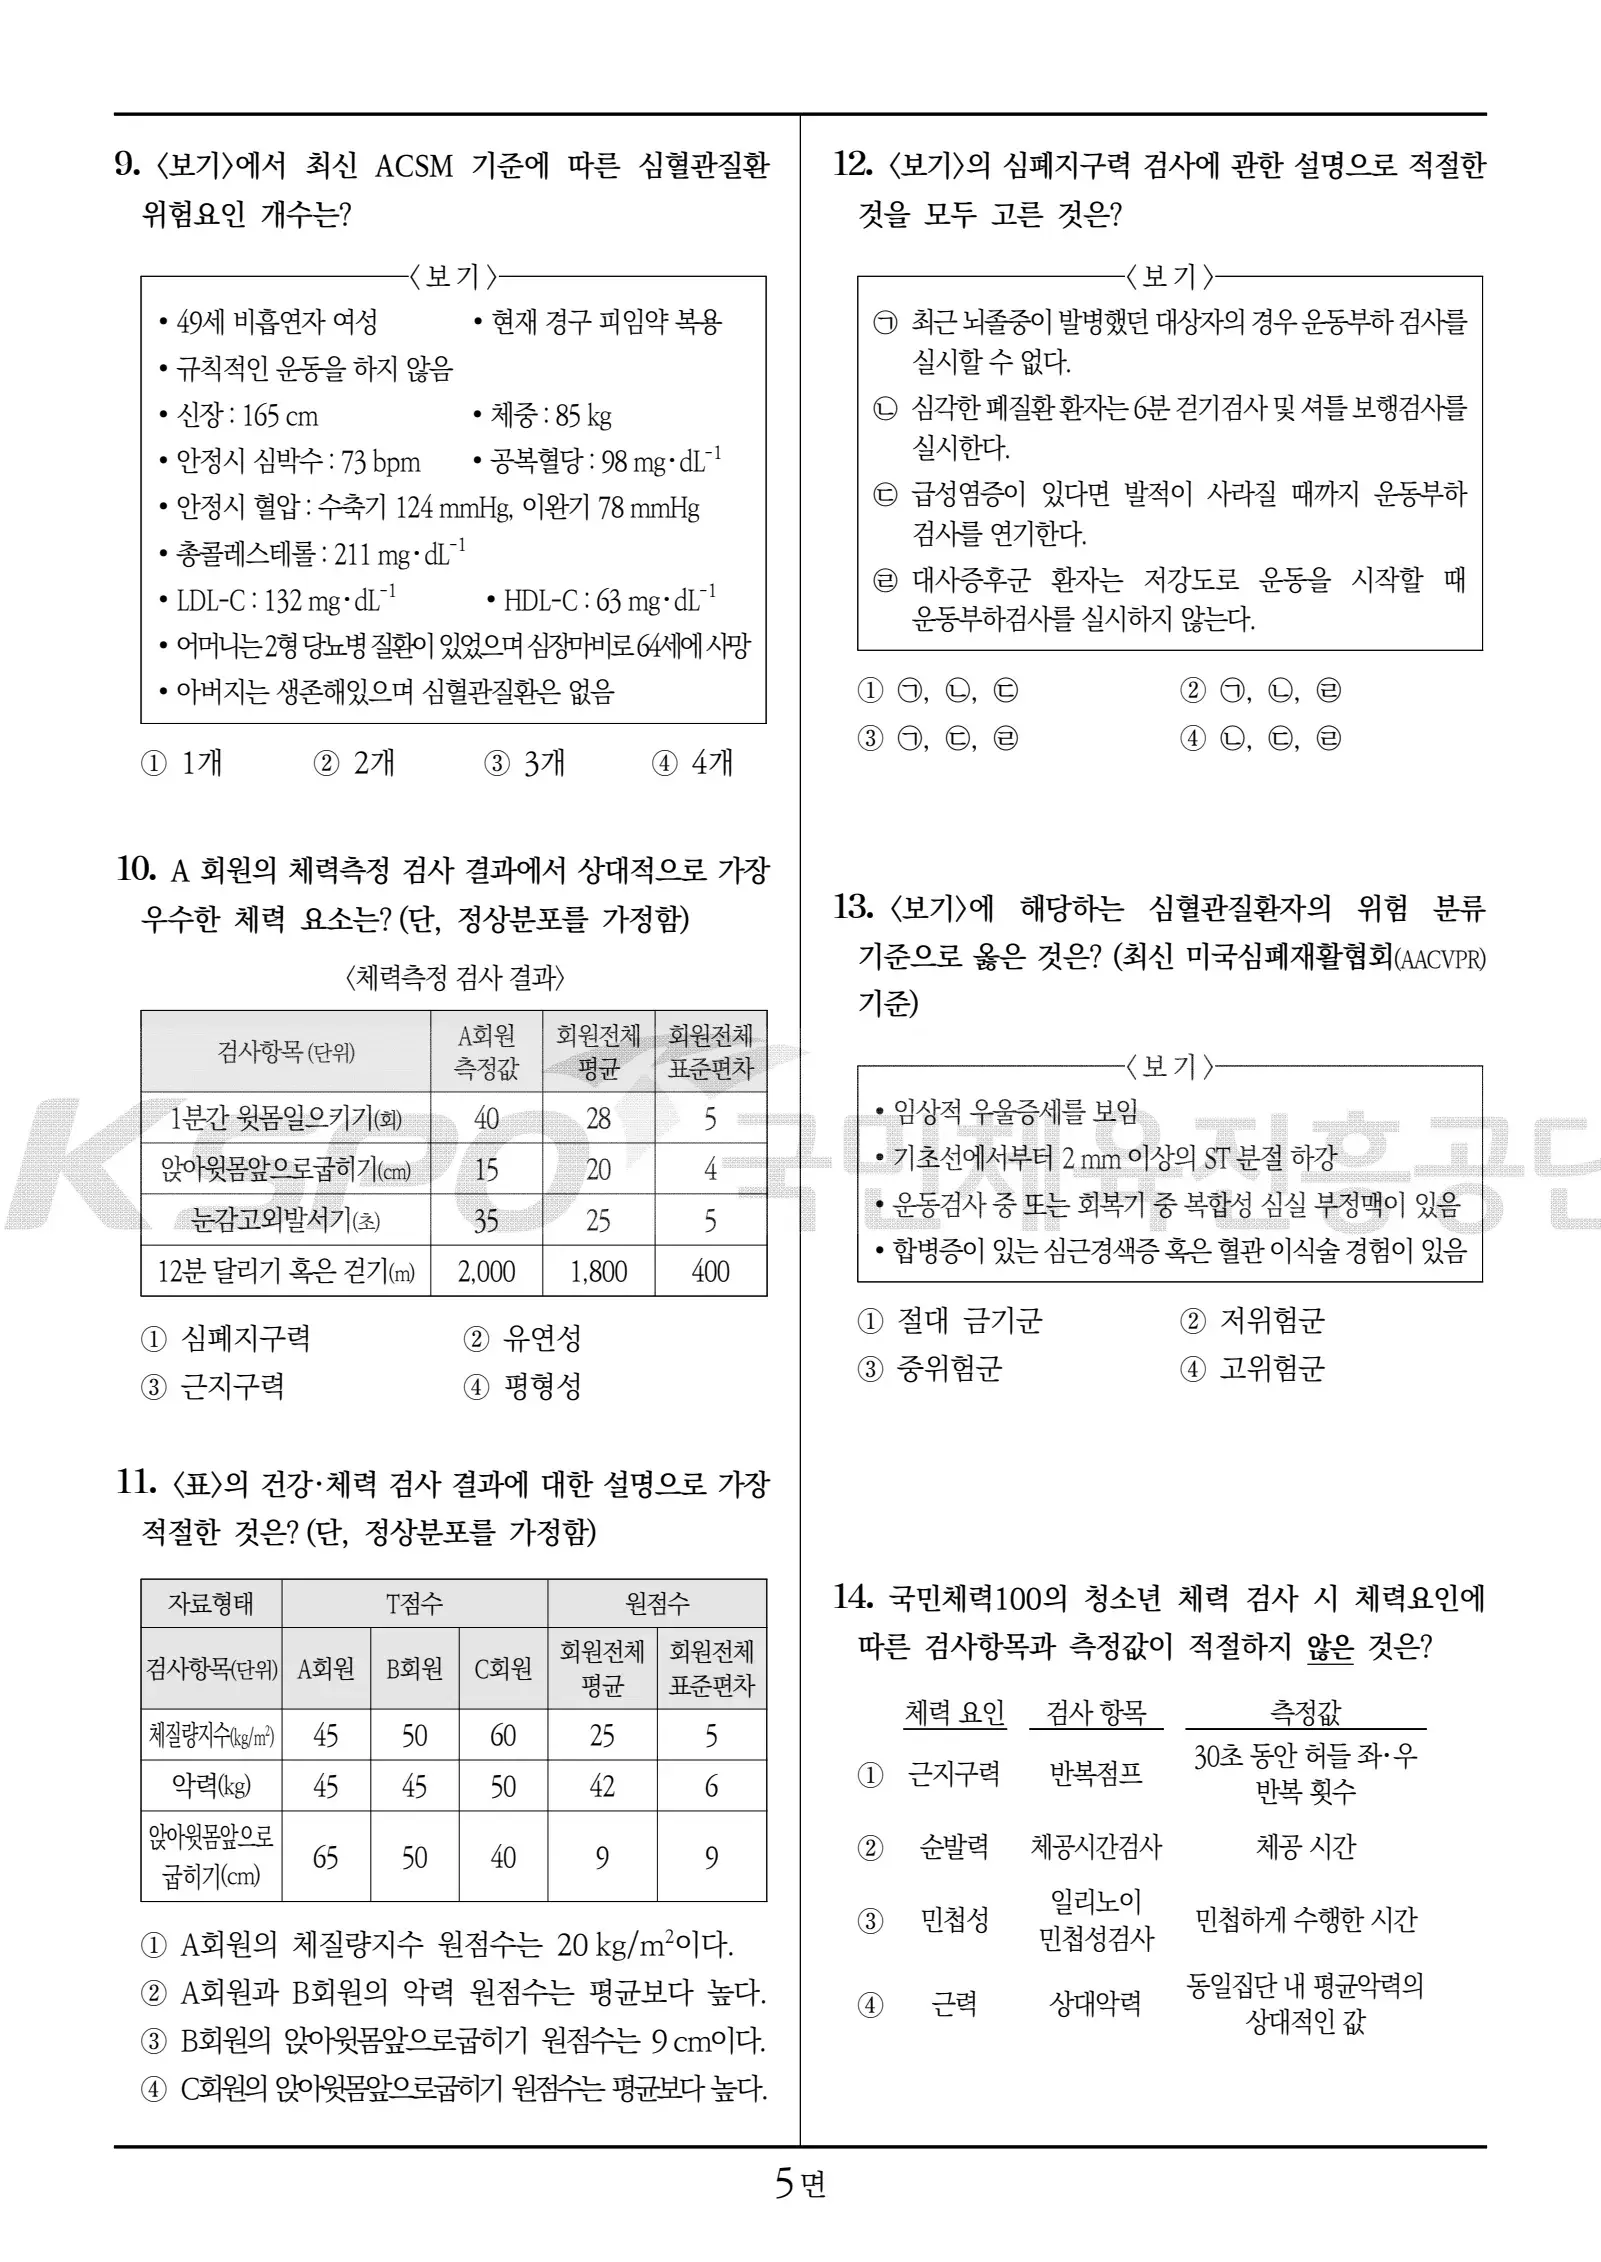 9. 〈보기〉에서 최신 ACSM 기준에 따른 심혈관질환
위험요인 개수는?
〈보기〉
• 49세 비흡연자 여성 • 현재 경구 피임약 복용
• 규칙적인 운동을 하지 않음
• 신장 : 165 cm • 체중 : 85 kg
• 안정시 심박수 : 73 bpm • 공복혈당 : 98 mg·dL⁻¹
• 안정시 혈압 : 수축기 124 mmHg, 이완기 78 mmHg
• 총콜레스테롤 : 211 mg·dL⁻¹
• LDL-C : 132 mg·dL⁻¹ • HDL-C : 63 mg·dL⁻¹
• 어머니는 2형 당뇨병 질환이 있었으며 심장마비로 64세에 사망
• 아버지는 생존해있으며 심혈관질환은 없음
① 1개 ② 2개 ③ 3개 ④ 4개
10. A 회원의 체력측정 검사 결과에서 상대적으로 가장
우수한 체력 요소는? (단, 정상분포를 가정함)
〈체력측정 검사 결과〉
검사항목 (단위) A회원 측정값 회원전체 평균 회원전체 표준편차
1분간 윗몸일으키기(회) 40 28 5
앉아윗몸앞으로굽히기(cm) 15 20 4
눈감고외발서기(초) 35 25 5
12분 달리기 혹은 걷기(m) 2,000 1,800 400
① 심폐지구력 ② 유연성
③ 근지구력 ④ 평형성
11. 〈표〉의 건강·체력 검사 결과에 대한 설명으로 가장
적절한 것은? (단, 정상분포를 가정함)
자료형태 T점수 원점수
검사항목(단위) A회원 B회원 C회원 회원전체 평균 회원전체 표준편차
체질량지수(kg/m²) 45 50 60 25 5
악력(kg) 45 45 50 42 6
앉아윗몸앞으로
굽히기(cm) 65 50 40 9 9
① A회원의 체질량지수 원점수는 20 kg/m²이다.
② A회원과 B회원의 악력 원점수는 평균보다 높다.
③ B회원의 앉아윗몸앞으로굽히기 원점수는 9 cm이다.
④ C회원의 앉아윗몸앞으로굽히기 원점수는 평균보다 높다.
12. 〈보기〉의 심폐지구력 검사에 관한 설명으로 적절한
것을 모두 고른 것은?
〈보기〉
㉠ 최근 뇌졸중이 발병했던 대상자의 경우 운동부하 검사를
실시할 수 없다.
㉡ 심각한 폐질환 환자는 6분 걷기검사 및 셔틀 보행검사를
실시한다.
㉢ 급성염증이 있다면 발적이 사라질 때까지 운동부하
검사를 연기한다.
㉣ 대사증후군 환자는 저강도로 운동을 시작할 때
운동부하검사를 실시하지 않는다.
① ㉠, ㉡, ㉢ ② ㉠, ㉡, ㉣
③ ㉠, ㉢, ㉣ ④ ㉡, ㉢, ㉣
13. 〈보기〉에 해당하는 심혈관질환자의 위험 분류
기준으로 옳은 것은? (최신 미국심폐재활협회(AACVPR)
기준)
〈보기〉
• 임상적 우울증세를 보임
• 기초선에서부터 2 mm 이상의 ST 분절 하강
• 운동검사 중 또는 회복기 중 복합성 심실 부정맥이 있음
• 합병증이 있는 심근경색증 혹은 혈관 이식술 경험이 있음
① 절대 금기군 ② 저위험군
③ 중위험군 ④ 고위험군
14. 국민체력100의 청소년 체력 검사 시 체력요인에
따른 검사항목과 측정값이 적절하지 않은 것은?
체력 요인 검사 항목 측정값
① 근지구력 반복점프 30초 동안 허들 좌·우
반복 횟수
② 순발력 체공시간검사 체공 시간
③ 민첩성 일리노이
민첩성검사 민첩하게 수행한 시간
④ 근력 상대악력 동일집단 내 평균악력의
상대적인 값
KSPO 국민체육진흥공단
5 면